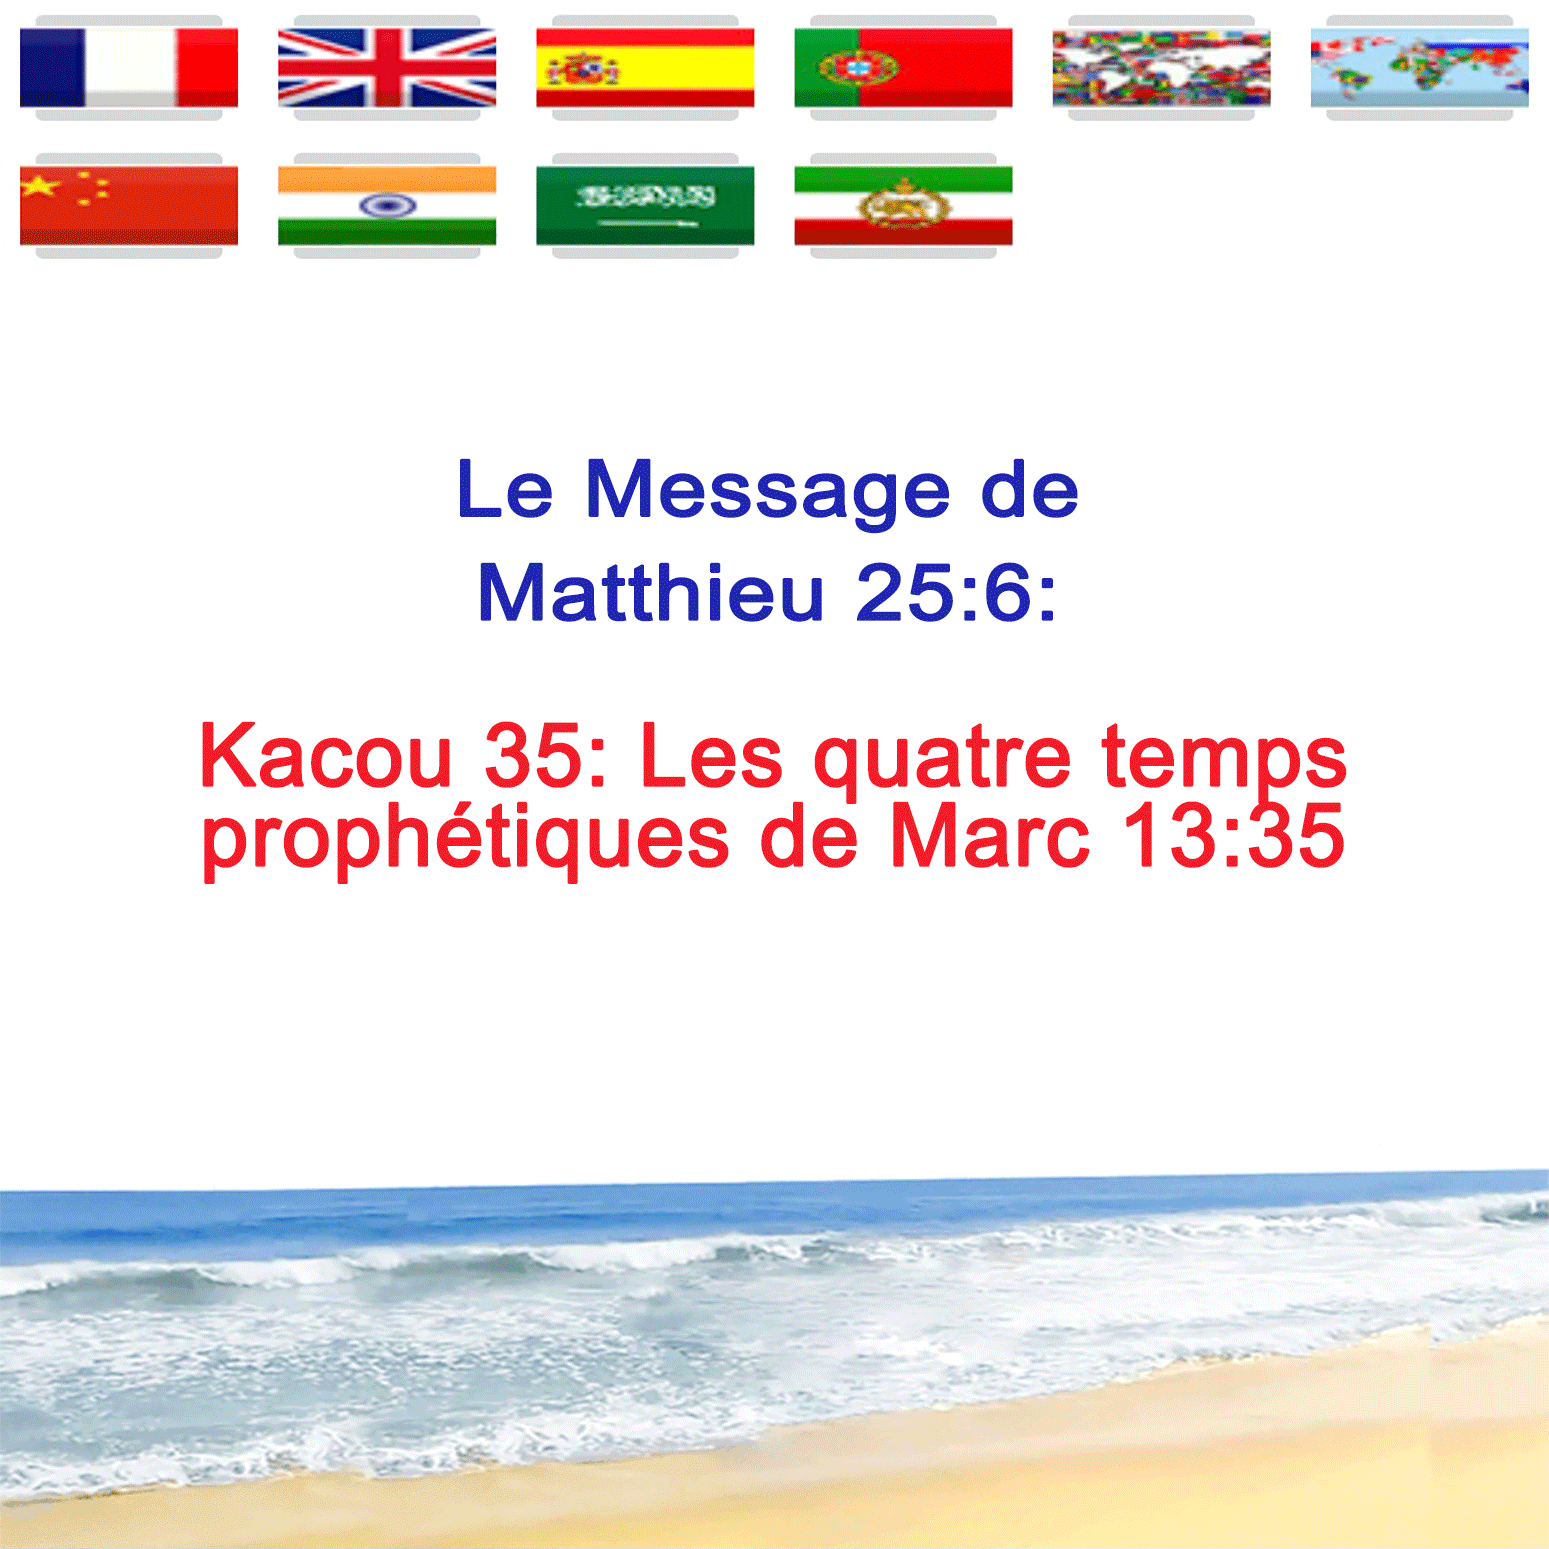 Le Message de
Matthieu 25:6:
Kacou 35: Les quatre temps
prophétiques de Marc 13:35